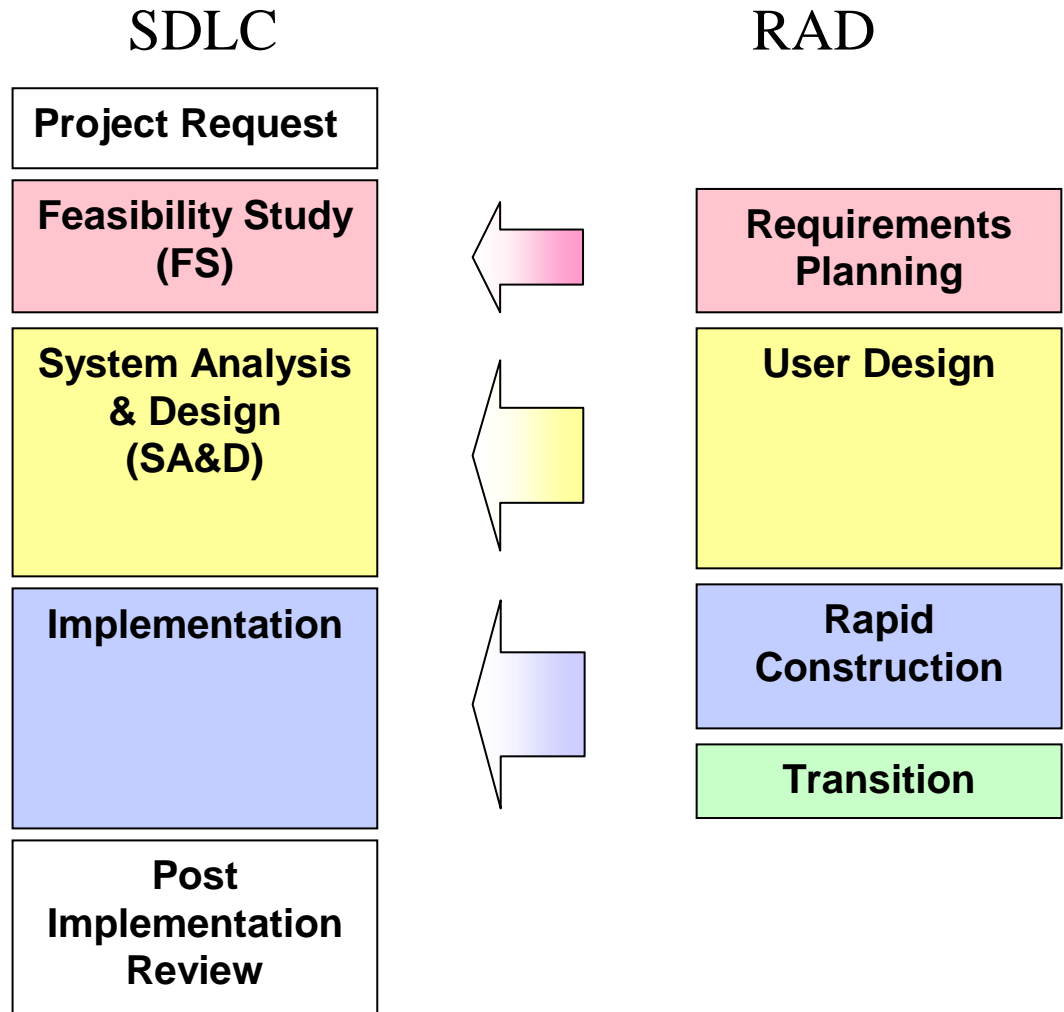 SDLC
RAD
Project Request
Feasibility Study
(FS)
Requirements
Planning
System Analysis
& Design
(SA&D)
User Design
Implementation
Rapid
Construction
Transition
Post
Implementation
Review